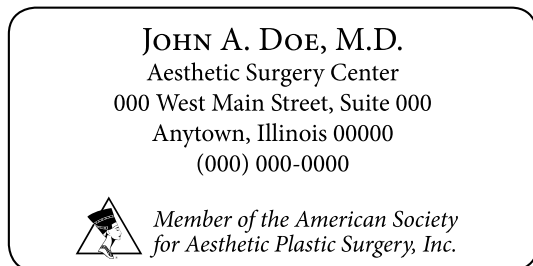 John A. Doe, M.D.
Aesthetic Surgery Center
000 West Main Street, Suite 000
Anytown, Illinois 00000
(000) 000-0000
Member of the American Society
for Aesthetic Plastic Surgery, Inc.